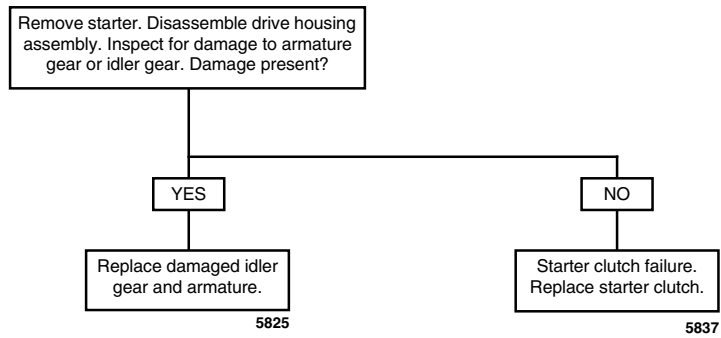 Remove starter. Disassemble drive housing
assembly. Inspect for damage to armature
gear or idler gear. Damage present?
YES
NO
Replace damaged idler
gear and armature.
5825
Starter clutch failure.
Replace starter clutch.
5837